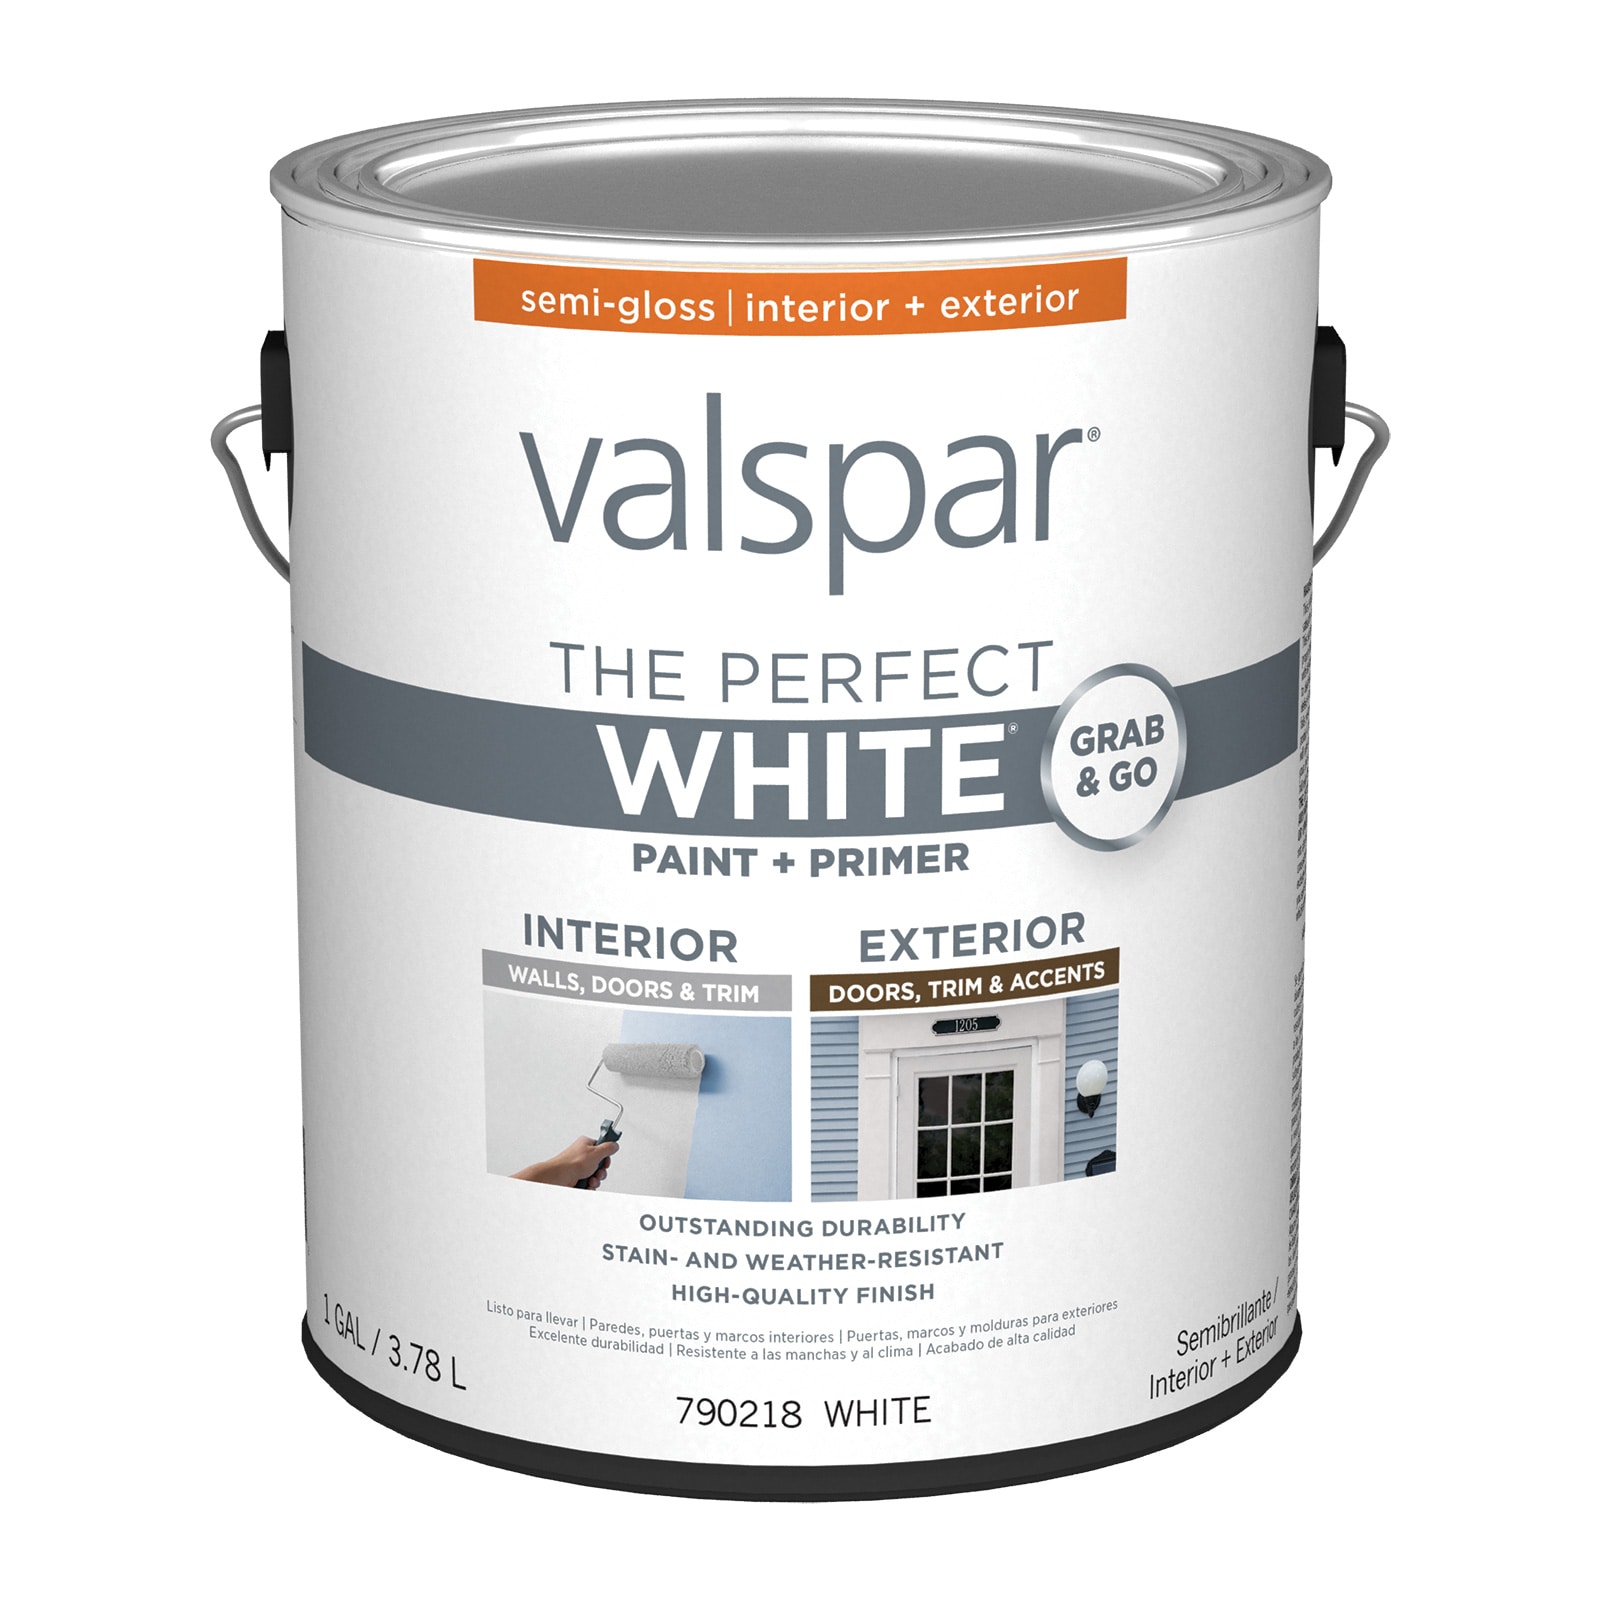 semi-gloss | interior + exterior
valspar®
THE PERFECT
WHITE®
GRAB
& GO
PAINT + PRIMER
INTERIOR
WALLS, DOORS & TRIM
EXTERIOR
DOORS, TRIM & ACCENTS
1205
OUTSTANDING DURABILITY
STAIN- AND WEATHER-RESISTANT
HIGH-QUALITY FINISH
Listo para llevar | Paredes, puertas y marcos interiores | Puertas, marcos y molduras para exteriores
Excelente durabilidad | Resistente a las manchas y al clima | Acabado de alta calidad
1 GAL / 3.78 L
790218 WHITE
Semibrillante /
Interior + Exterior